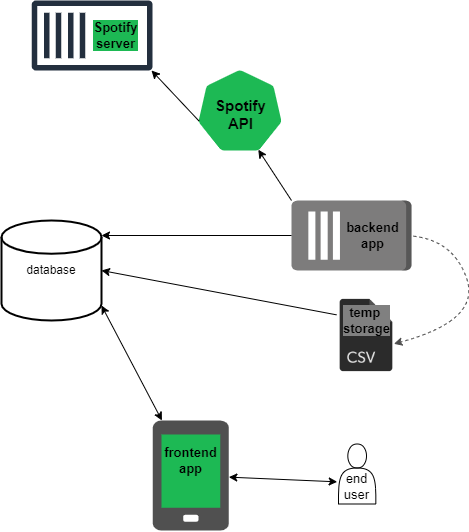 Spotify
server
Spotify
API
backend
app
database
temp
storage
CSV
frontend
app
end
user